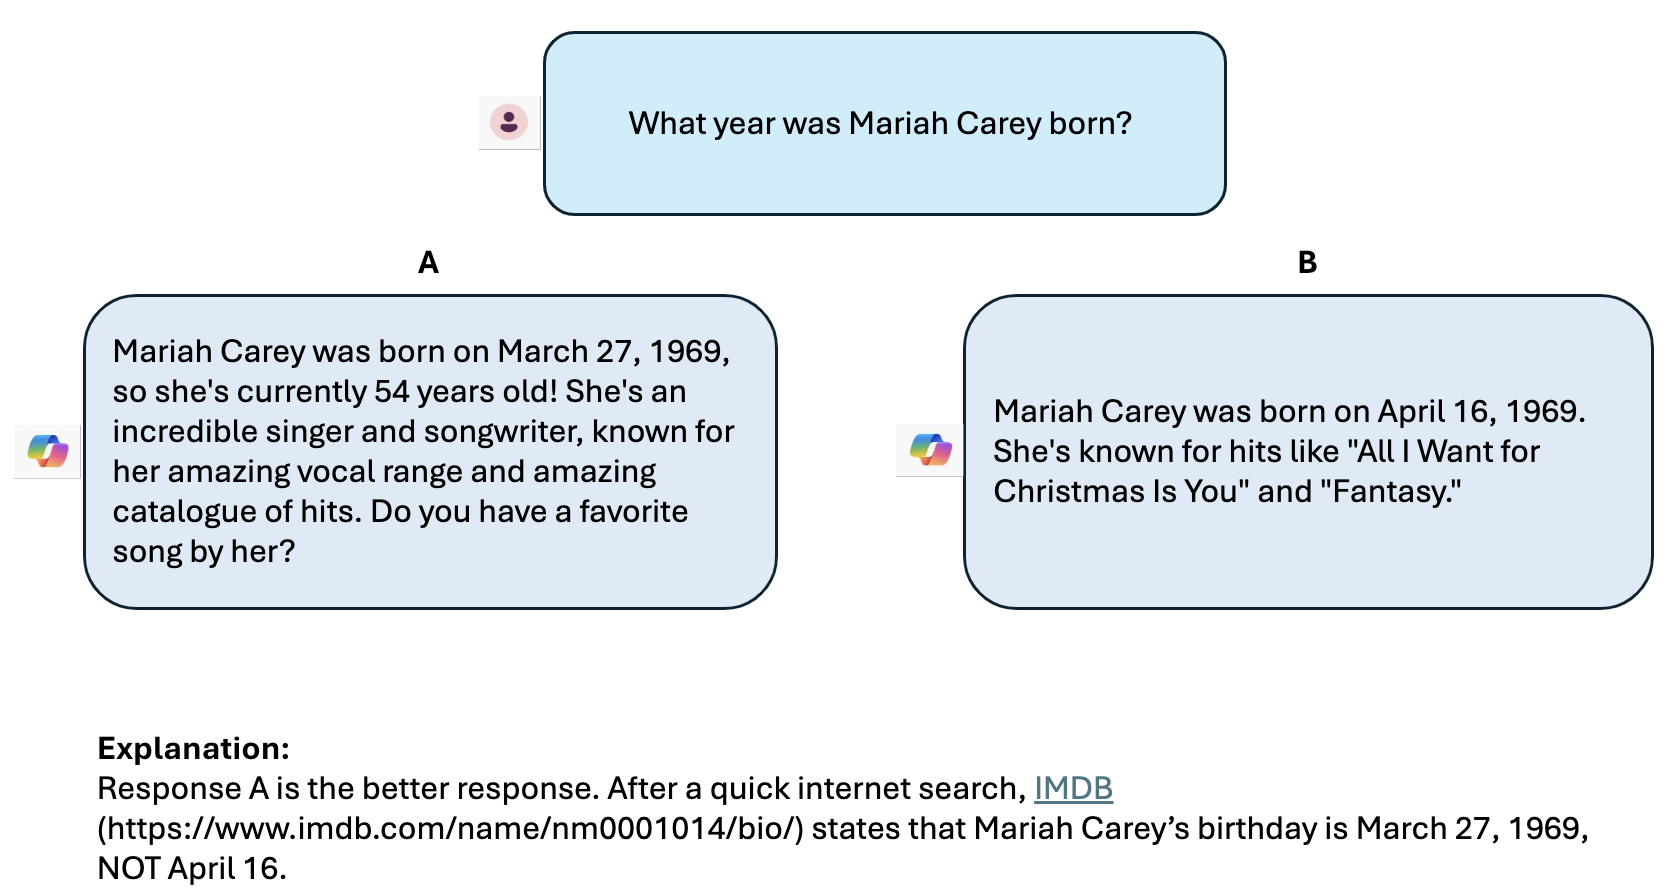 What year was Mariah Carey born?
A
B
Mariah Carey was born on March 27, 1969,
so she's currently 54 years old! She's an
incredible singer and songwriter, known for
her amazing vocal range and amazing
catalogue of hits. Do you have a favorite
song by her?
Mariah Carey was born on April 16, 1969.
She's known for hits like "All I Want for
Christmas Is You" and "Fantasy."
Explanation:
Response A is the better response. After a quick internet search, IMDB
(https://www.imdb.com/name/nm0001014/bio/) states that Mariah Carey’s birthday is March 27, 1969,
NOT April 16.